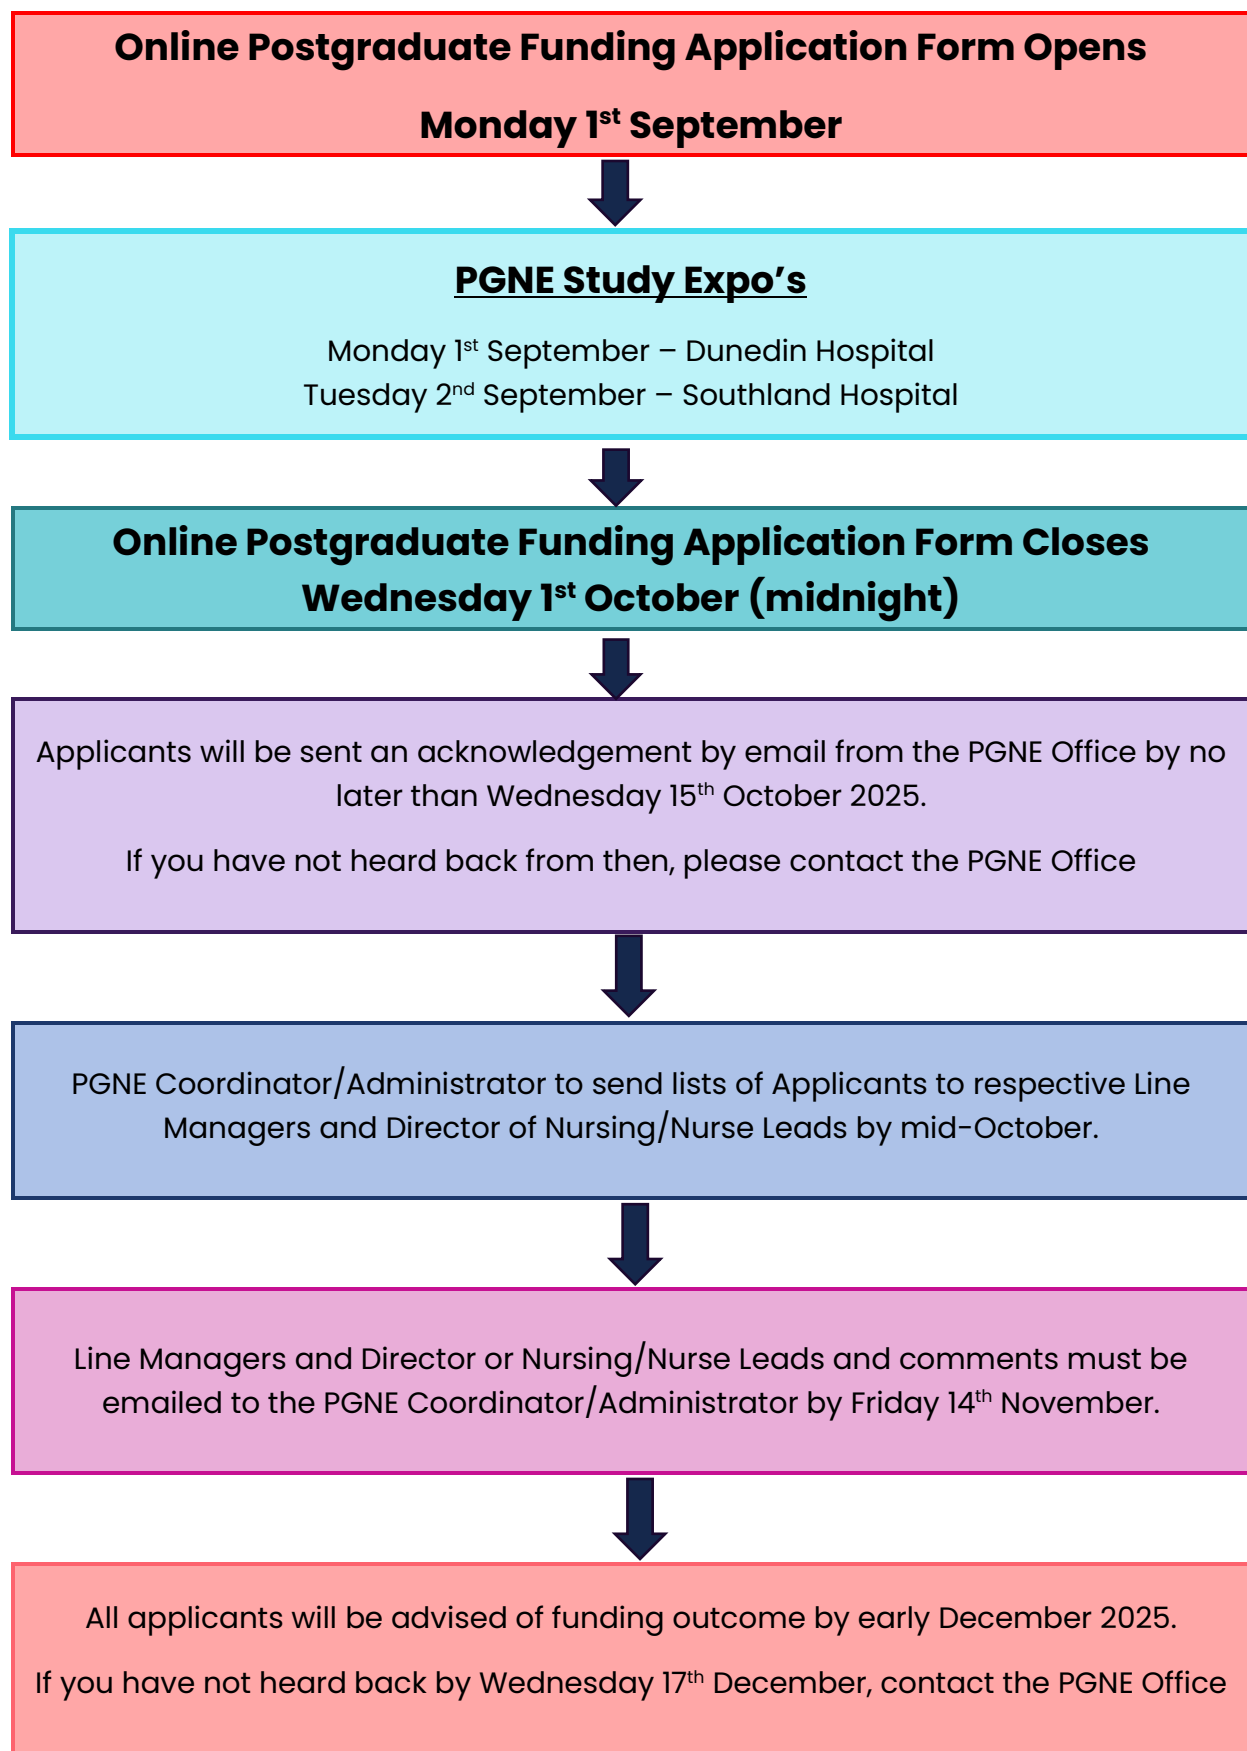 Online Postgraduate Funding Application Form Opens
Monday 1st September
PGNE Study Expo’s
Monday 1st September – Dunedin Hospital
Tuesday 2nd September – Southland Hospital
Online Postgraduate Funding Application Form Closes
Wednesday 1st October (midnight)
Applicants will be sent an acknowledgement by email from the PGNE Office by no
later than Wednesday 15th October 2025.
If you have not heard back from then, please contact the PGNE Office
PGNE Coordinator/Administrator to send lists of Applicants to respective Line
Managers and Director of Nursing/Nurse Leads by mid-October.
Line Managers and Director or Nursing/Nurse Leads and comments must be
emailed to the PGNE Coordinator/Administrator by Friday 14th November.
All applicants will be advised of funding outcome by early December 2025.
If you have not heard back by Wednesday 17th December, contact the PGNE Office